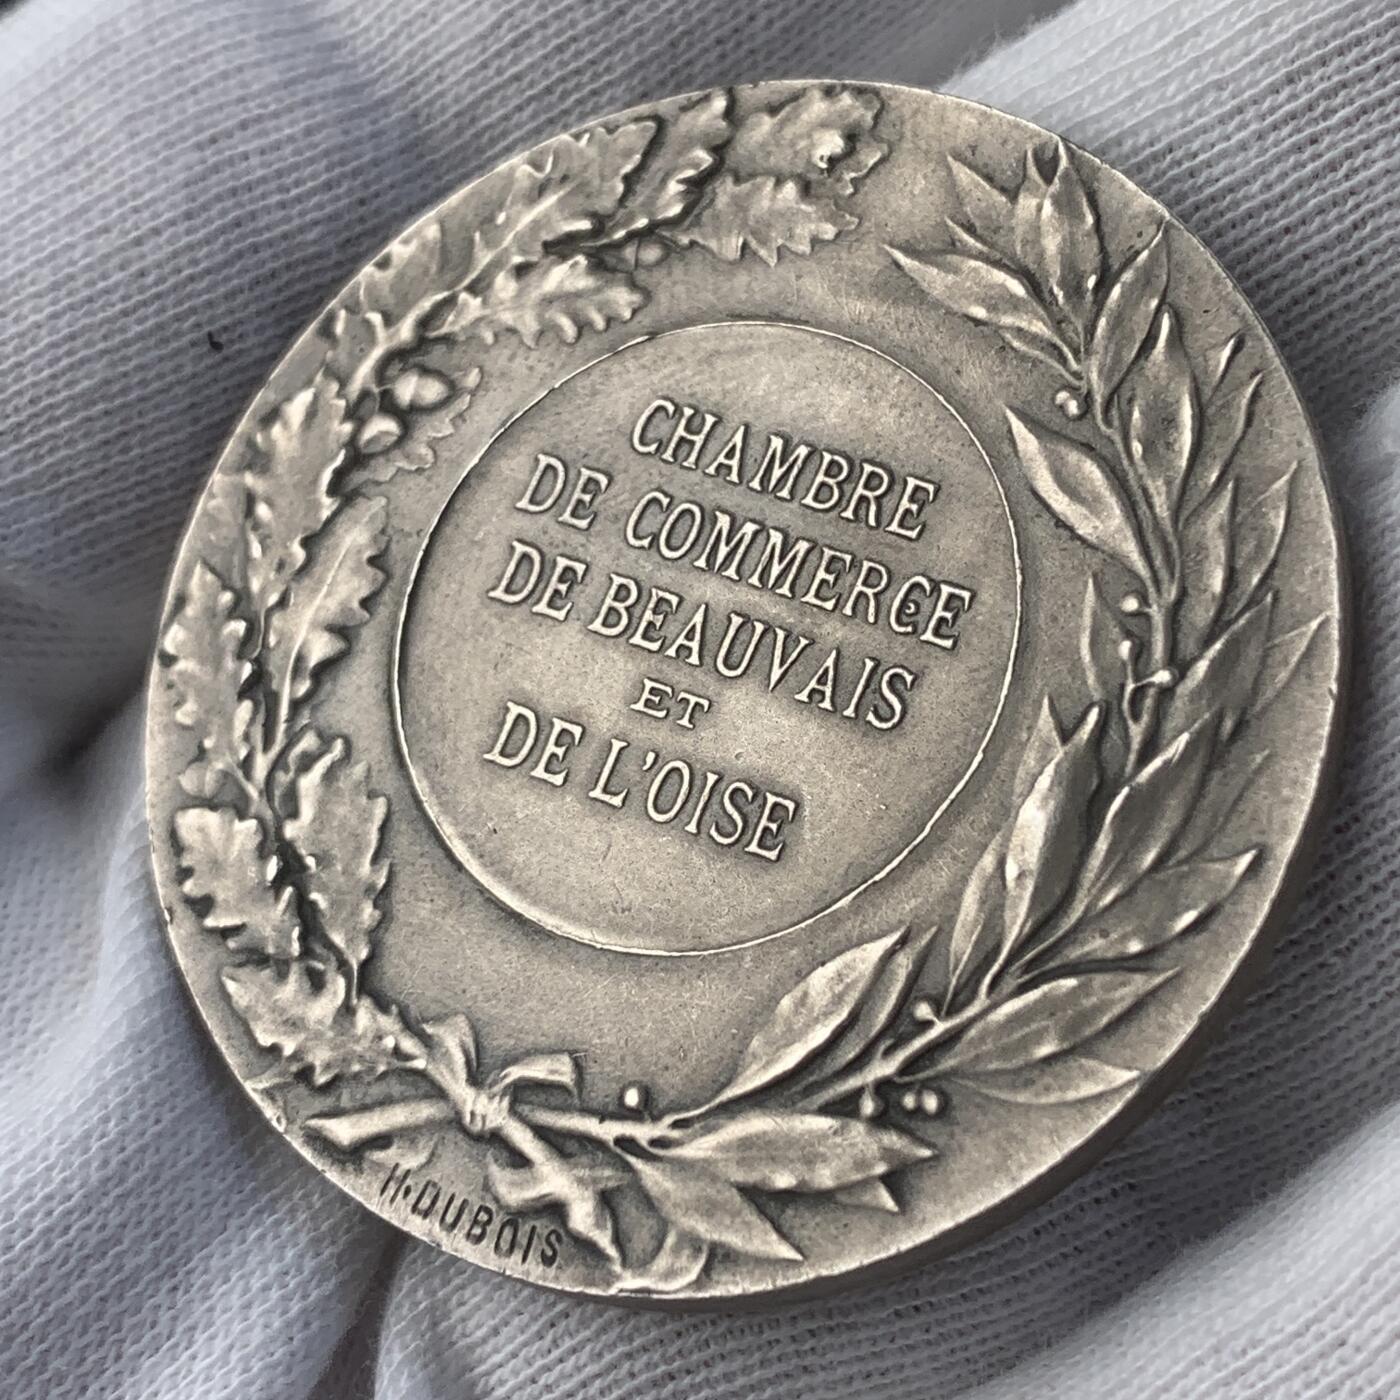 CHAMBRE
DE COMMERCE
DE BEAUVAIS
ET
DE L'OISE
H·DUBOIS